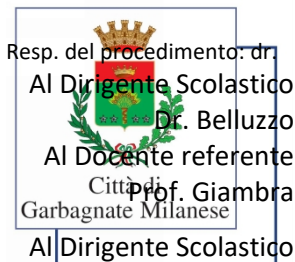 Resp. del procedimento: dr.
Al Dirigente Scolastico
Dr. Belluzzo
Al Docente referente
Prof. Giambra
Città di
Garbagnate Milanese
Al Dirigente Scolastico